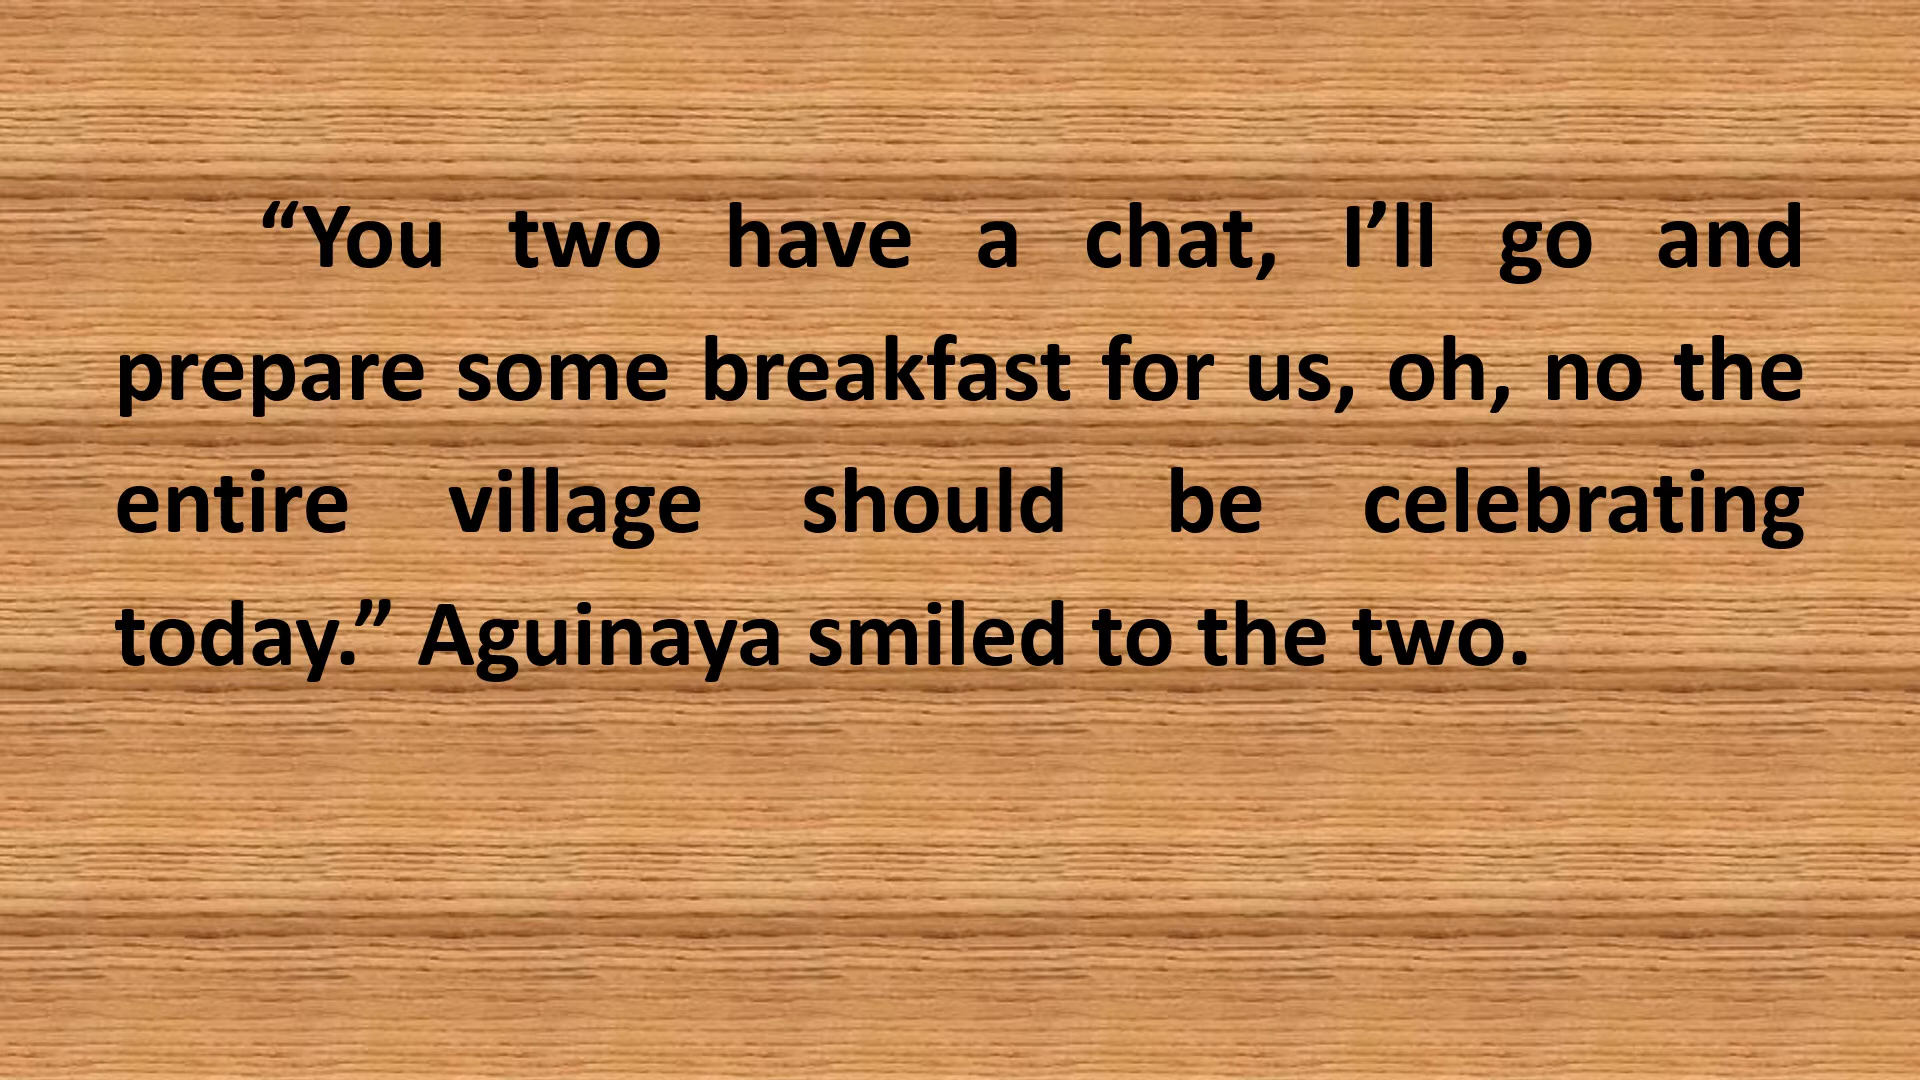 “You two have a chat, I’ll go and
prepare some breakfast for us, oh, no the
entire village should be celebrating
today.” Aguinaya smiled to the two.